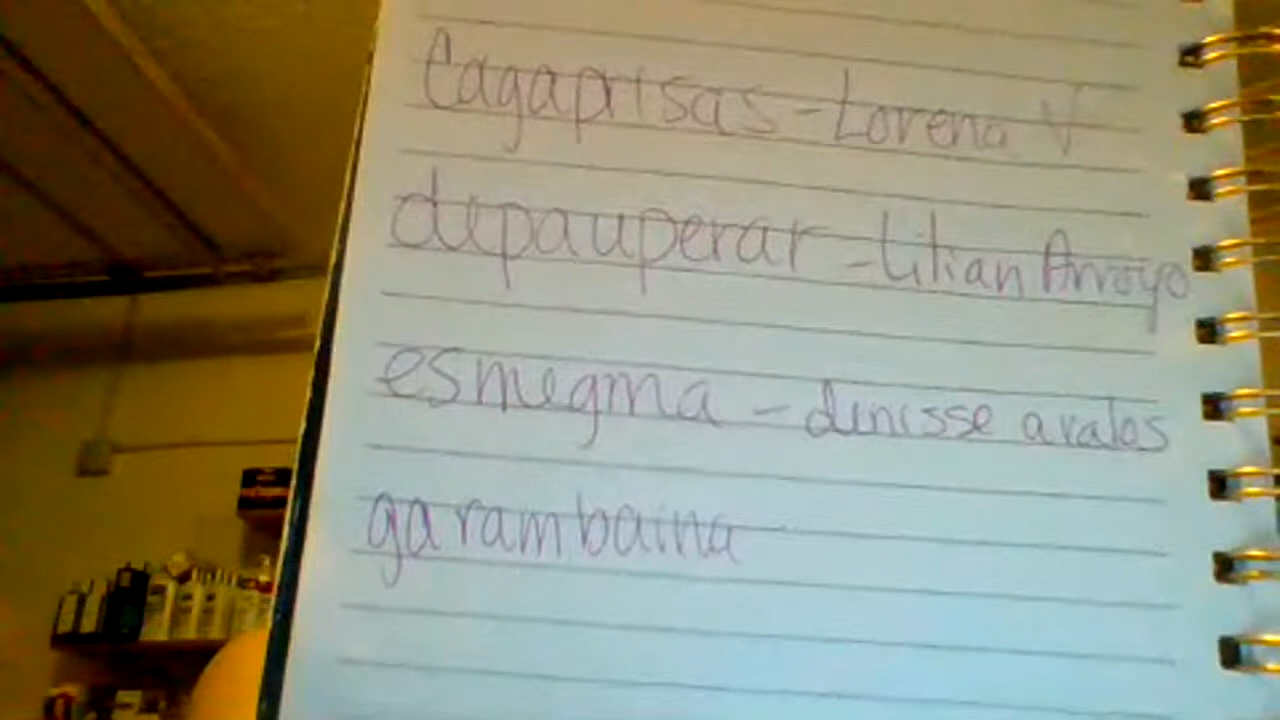 Cagaprisas - Lorena V
depauperar - Lilian Arroyo
esmegma - denisse avalos
garambaina